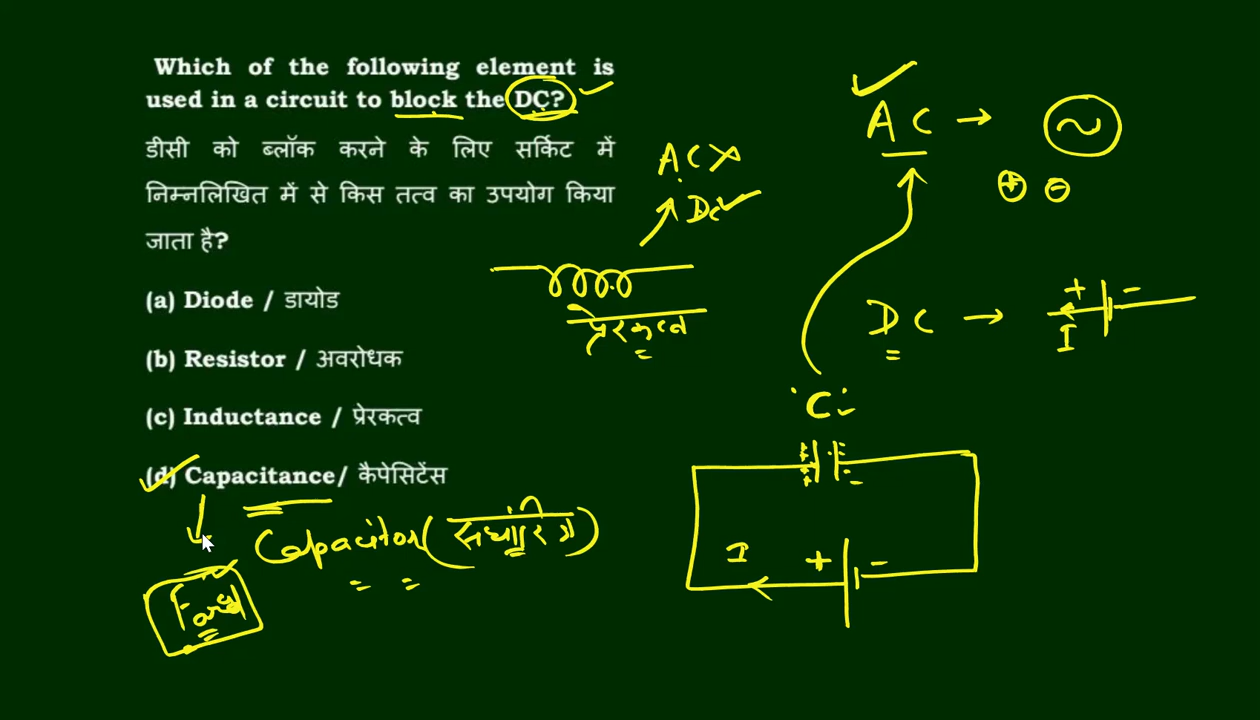 Which of the following element is
used in a circuit to block the DC?
डीसी को ब्लॉक करने के लिए सर्किट में
निम्नलिखित में से किस तत्व का उपयोग किया
जाता है?
(a) Diode / डायोड
(b) Resistor / अवरोधक
(c) Inductance / प्रेरकत्व
(d) Capacitance/ कैपेसिटेंस
Capacitor (
Farad
AC X
DC ✓
प्रेरकत्व
AC →
~
+ -
DC →
+ -
I
C
I
+ -